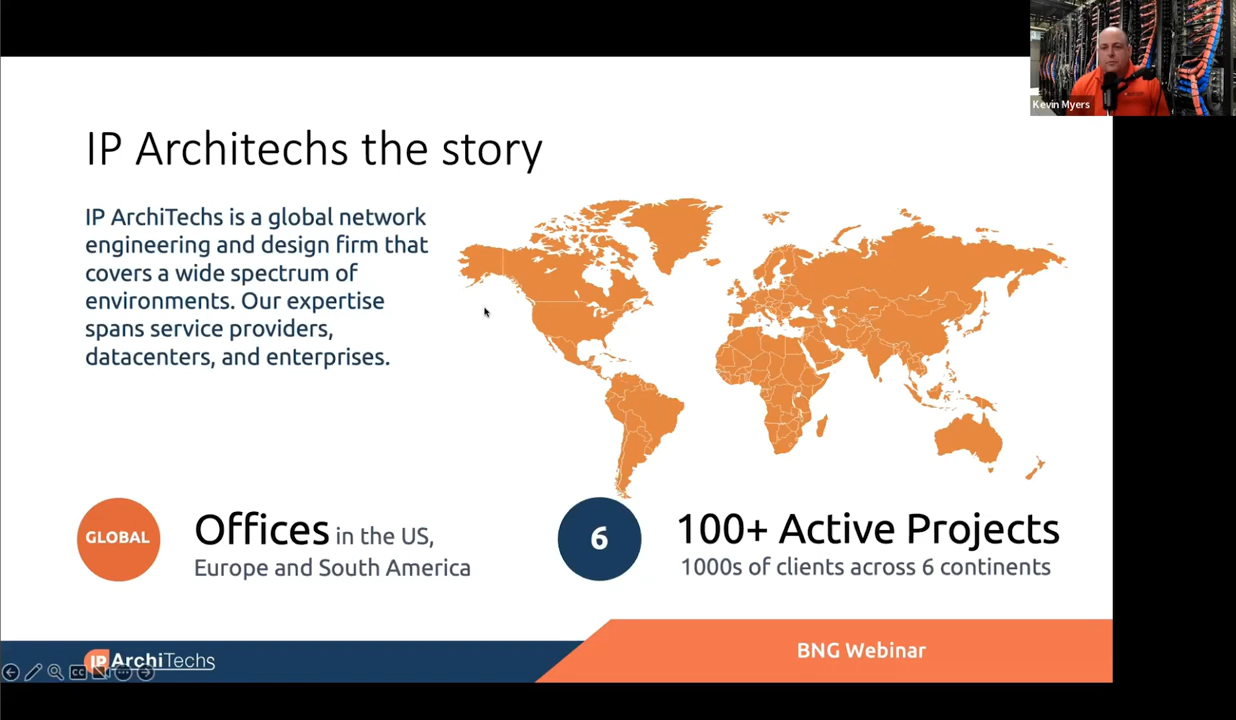 Kevin Myers
IP Architechs the story
IP ArchiTechs is a global network
engineering and design firm that
covers a wide spectrum of
environments. Our expertise
spans service providers,
datacenters, and enterprises.
GLOBAL
Offices in the US,
Europe and South America
6
100+ Active Projects
1000s of clients across 6 continents
IP ArchiTechs
BNG Webinar
CC